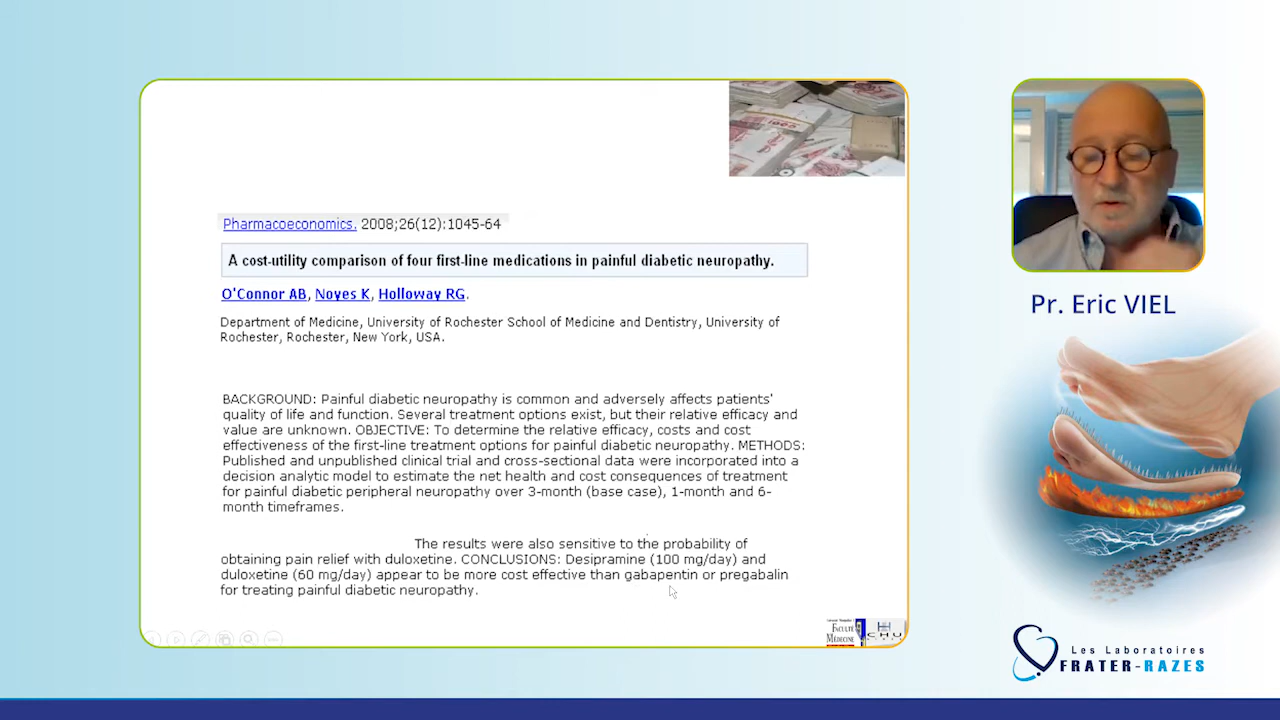 Pharmacoeconomics. 2008;26(12):1045-64
A cost-utility comparison of four first-line medications in painful diabetic neuropathy.
O'Connor AB, Noyes K, Holloway RG.
Department of Medicine, University of Rochester School of Medicine and Dentistry, University of
Rochester, Rochester, New York, USA.
BACKGROUND: Painful diabetic neuropathy is common and adversely affects patients'
quality of life and function. Several treatment options exist, but their relative efficacy and
value are unknown. OBJECTIVE: To determine the relative efficacy, costs and cost
effectiveness of the first-line treatment options for painful diabetic neuropathy. METHODS:
Published and unpublished clinical trial and cross-sectional data were incorporated into a
decision analytic model to estimate the net health and cost consequences of treatment
for painful diabetic peripheral neuropathy over 3-month (base case), 1-month and 6-
month timeframes.
The results were also sensitive to the probability of
obtaining pain relief with duloxetine. CONCLUSIONS: Desipramine (100 mg/day) and
duloxetine (60 mg/day) appear to be more cost effective than gabapentin or pregabalin
for treating painful diabetic neuropathy.
FACULTÉ
MÉDECINE
CHU
Pr. Eric VIEL
Les Laboratoires
FRATER-RAZES